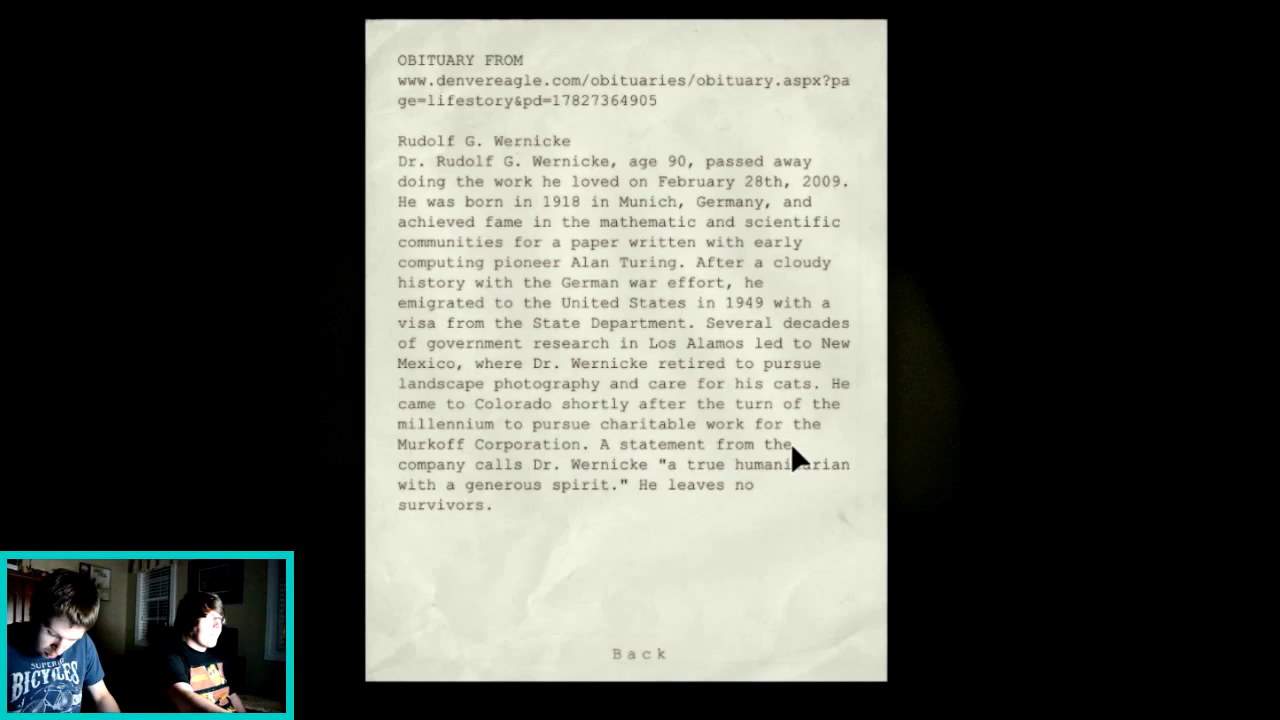 OBITUARY FROM
www.denvereagle.com/obituaries/obituary.aspx?pa
ge=lifestory&pd=17827364905
Rudolf G. Wernicke
Dr. Rudolf G. Wernicke, age 90, passed away
doing the work he loved on February 28th, 2009.
He was born in 1918 in Munich, Germany, and
achieved fame in the mathematic and scientific
communities for a paper written with early
computing pioneer Alan Turing. After a cloudy
history with the German war effort, he
emigrated to the United States in 1949 with a
visa from the State Department. Several decades
of government research in Los Alamos led to New
Mexico, where Dr. Wernicke retired to pursue
landscape photography and care for his cats. He
came to Colorado shortly after the turn of the
millennium to pursue charitable work for the
Murkoff Corporation. A statement from the
company calls Dr. Wernicke "a true humanitarian
with a generous spirit." He leaves no
survivors.
Back
SUPERIOR
BICYCLES